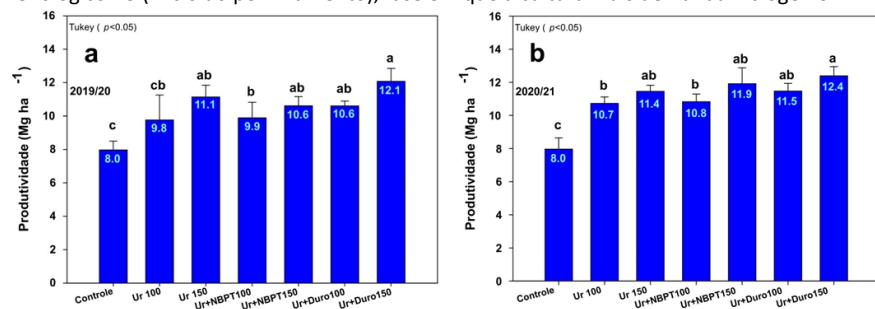 Tukey ( p<0.05)
a
2019/20
Produtividade (Mg ha -1)
16
14
12
10
8
6
4
2
0
c
cb
ab
b
ab
ab
a
8.0
9.8
11.1
9.9
10.6
10.6
12.1
Controle
Ur 100
Ur 150
Ur+NBPT100
Ur+NBPT150
Ur+Duro100
Ur+Duro150
Tukey ( p<0.05)
b
2020/21
Produtividade (Mg ha -1)
16
14
12
10
8
6
4
2
0
c
b
ab
b
ab
ab
a
8.0
10.7
11.4
10.8
11.9
11.5
12.4
Controle
Ur 100
Ur 150
Ur+NBPT100
Ur+NBPT150
Ur+Duro100
Ur+Duro150